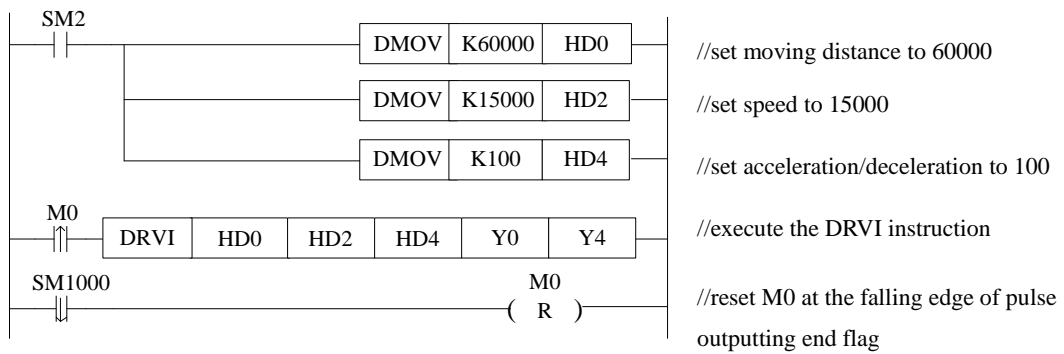 SM2
DMOV K60000 HD0 //set moving distance to 60000
DMOV K15000 HD2 //set speed to 15000
DMOV K100 HD4 //set acceleration/deceleration to 100
M0
DRVI HD0 HD2 HD4 Y0 Y4 //execute the DRVI instruction
SM1000 M0
( R ) //reset M0 at the falling edge of pulse
outputting end flag